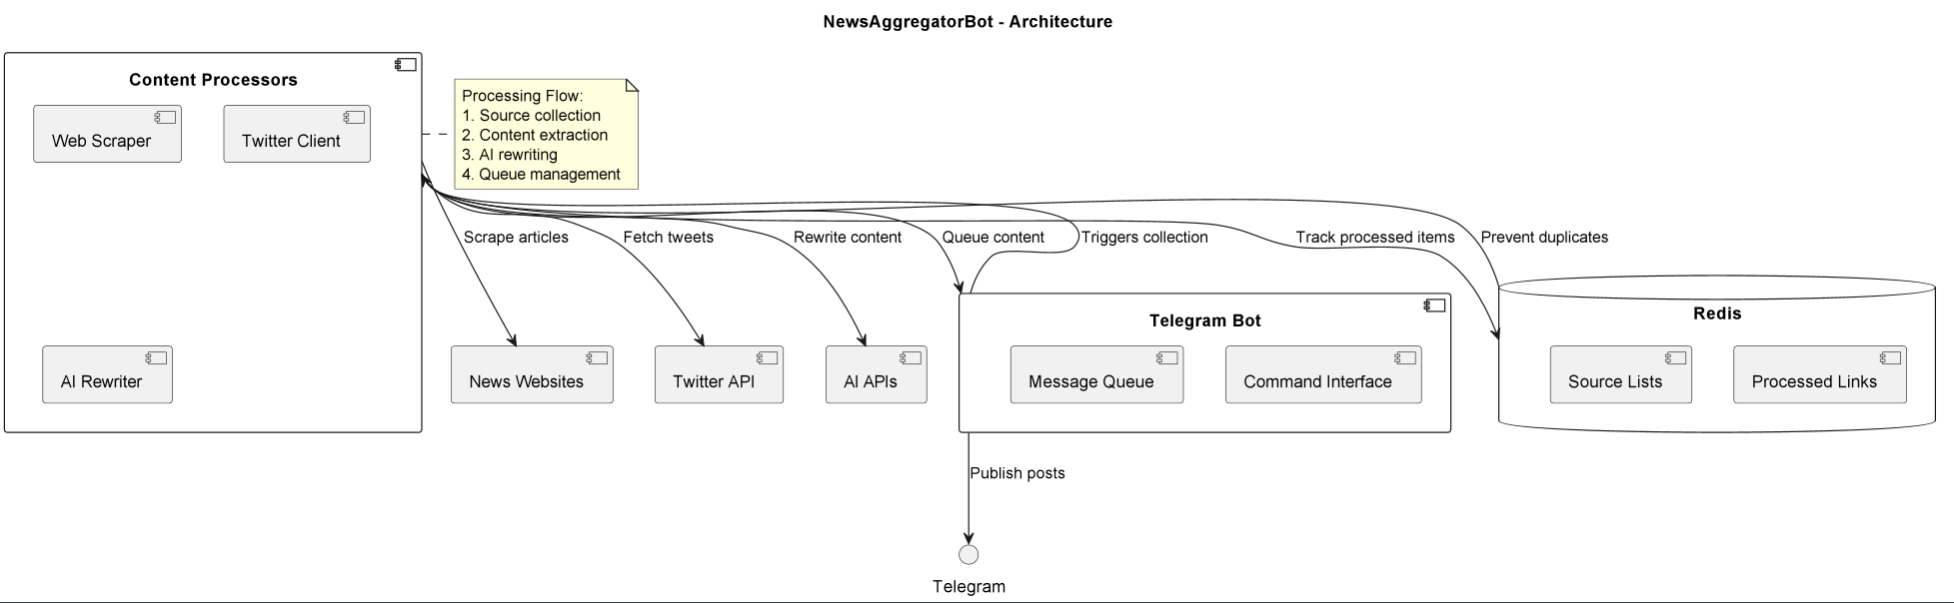 NewsAggregatorBot - Architecture
Content Processors
Web Scraper
Twitter Client
AI Rewriter
Processing Flow:
1. Source collection
2. Content extraction
3. AI rewriting
4. Queue management
Scrape articles
Fetch tweets
Rewrite content
Queue content
Triggers collection
Track processed items
Prevent duplicates
News Websites
Twitter API
AI APIs
Telegram Bot
Message Queue
Command Interface
Redis
Source Lists
Processed Links
Publish posts
Telegram